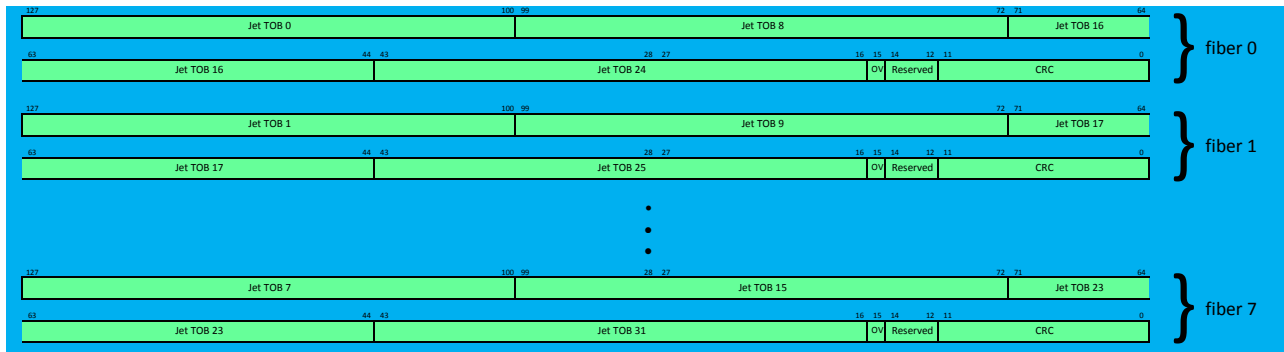 127 100 99 72 71 64
Jet TOB 0 Jet TOB 8 Jet TOB 16
fiber 0
63 44 43 28 27 16 15 14 12 11 0
Jet TOB 16 Jet TOB 24 OV Reserved CRC
127 100 99 72 71 64
Jet TOB 1 Jet TOB 9 Jet TOB 17
fiber 1
63 44 43 28 27 16 15 14 12 11 0
Jet TOB 17 Jet TOB 25 OV Reserved CRC
127 100 99 28 27 72 71 64
Jet TOB 7 Jet TOB 15 Jet TOB 23
fiber 7
63 44 43 16 15 14 12 11 0
Jet TOB 23 Jet TOB 31 OV Reserved CRC